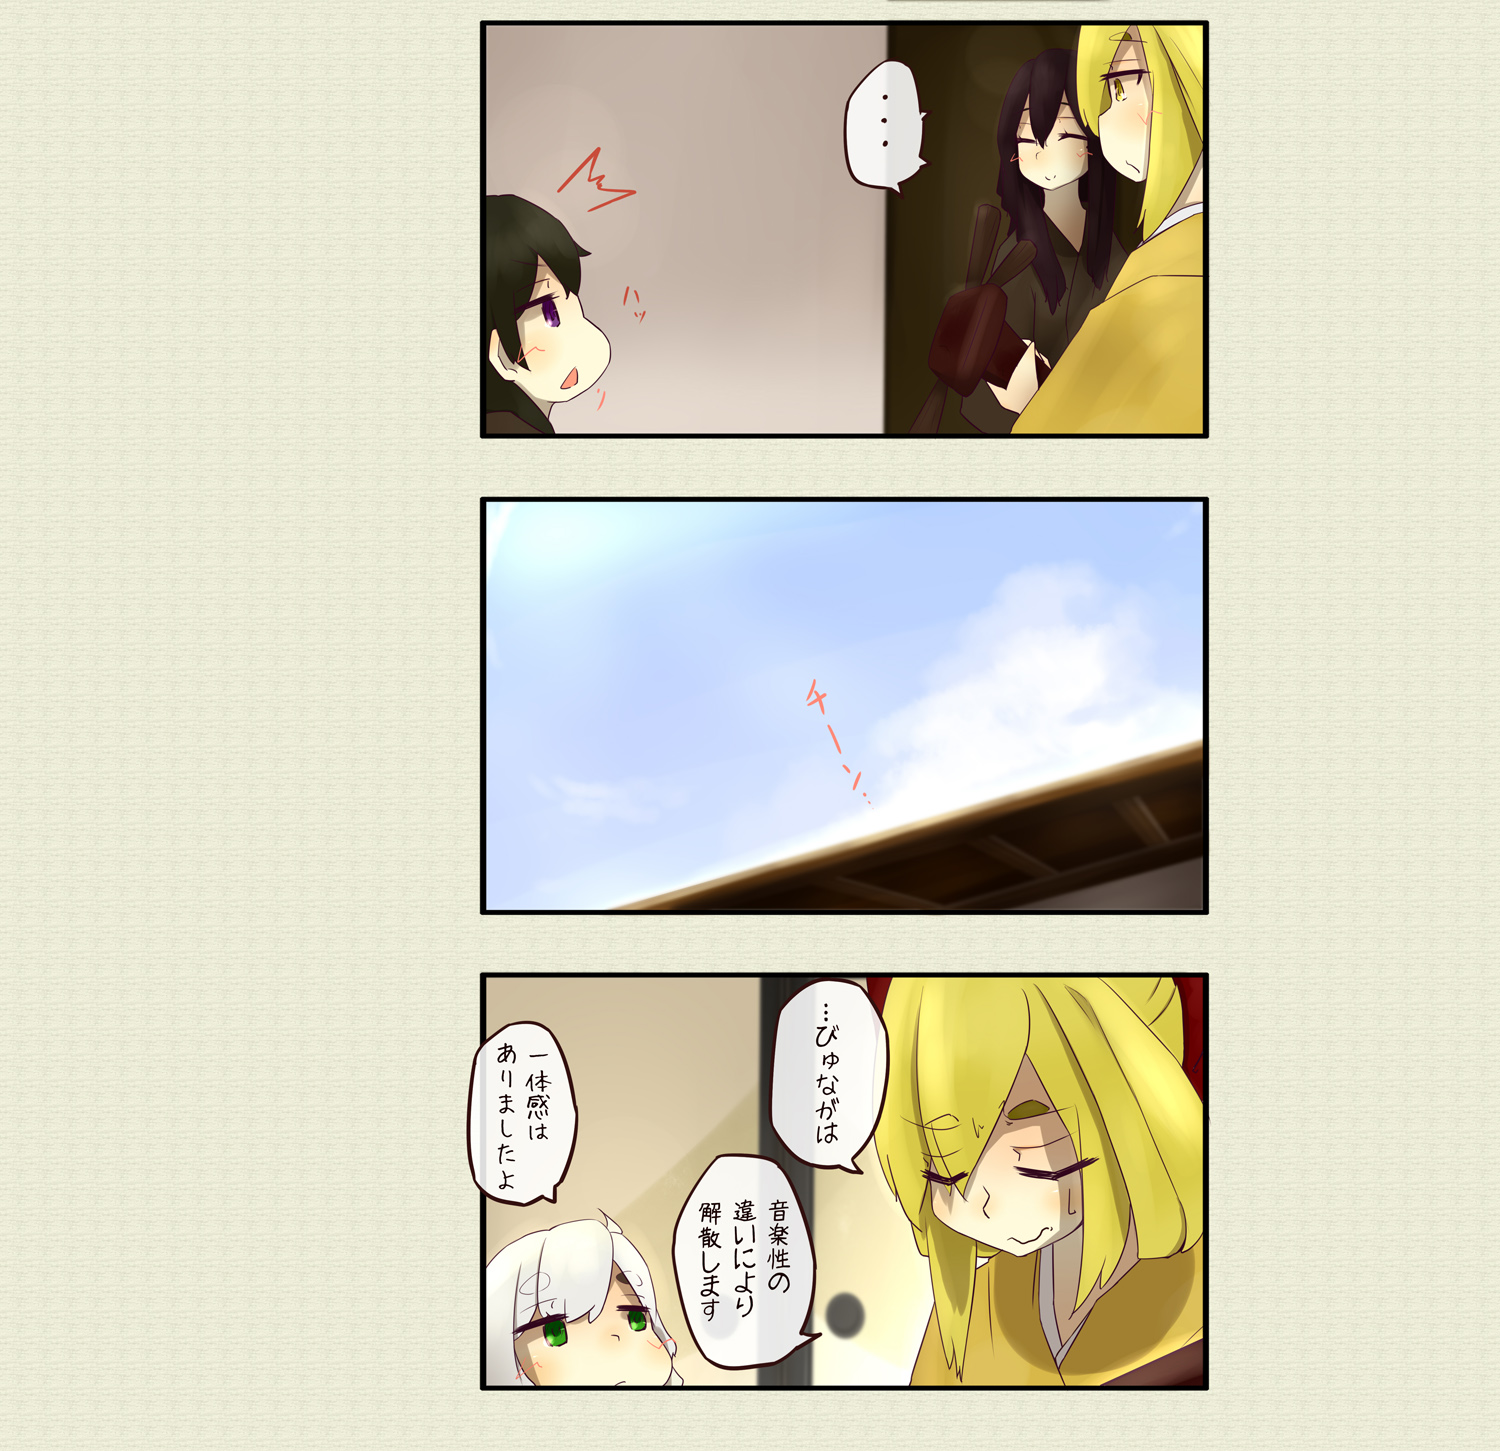 …
ハッ
チーン…
…びゅながは
音楽性の
違いにより
解散します
一体感は
ありましたよ